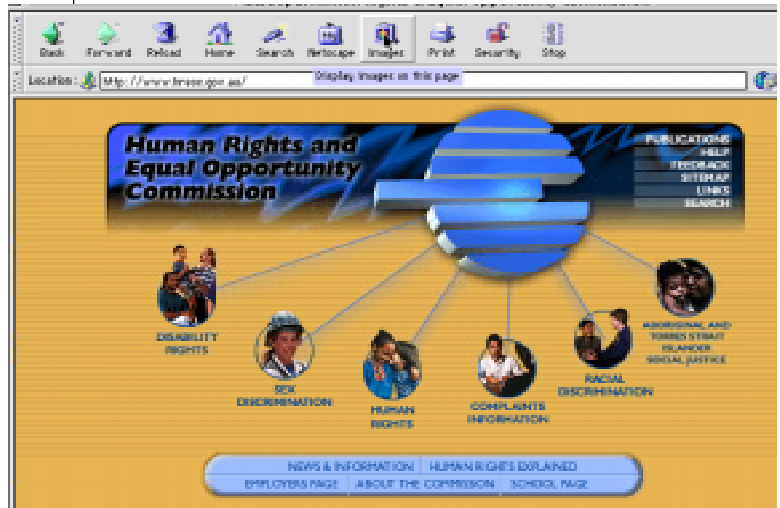 Back Forward Reload Home Search Netscape Images Print Security Stop
Location: http://www.hreoc.gov.au/
Display images on this page
Human Rights and
Equal Opportunity
Commission
PUBLICATIONS
HELP
FEEDBACK
SITEMAP
LINKS
SEARCH
DISABILITY
RIGHTS
SEX
DISCRIMINATION
HUMAN
RIGHTS
COMPLAINTS
INFORMATION
RACIAL
DISCRIMINATION
ABORIGINAL AND
TORRES STRAIT
ISLANDER
SOCIAL JUSTICE
NEWS & INFORMATION HUMAN RIGHTS EXPLAINED
EMPLOYERS PAGE ABOUT THE COMMISSON SCHOOL PAGE